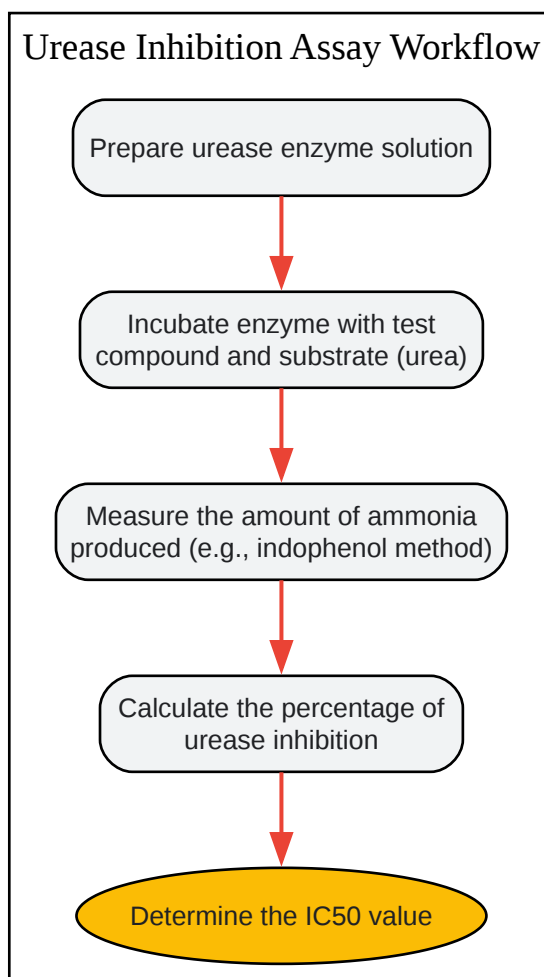 Urease Inhibition Assay Workflow
Prepare urease enzyme solution
Incubate enzyme with test
compound and substrate (urea)
Measure the amount of ammonia
produced (e.g., indophenol method)
Calculate the percentage of
urease inhibition
Determine the IC50 value